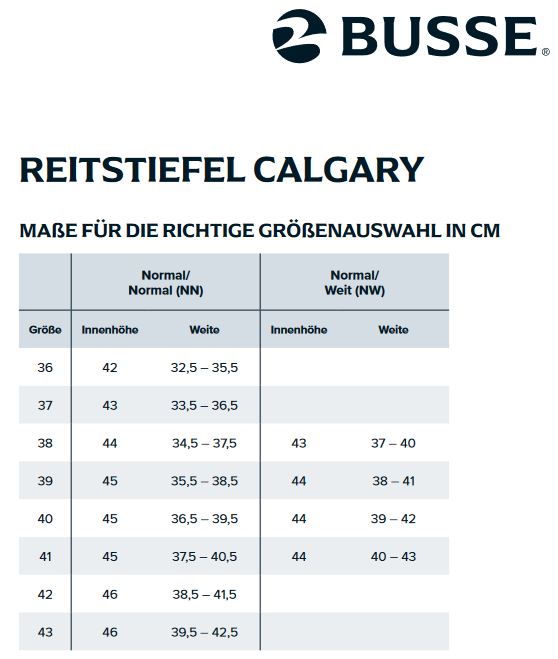 BUSSE®
REITSTIEFEL CALGARY
MAßE FÜR DIE RICHTIGE GRÖßENAUSWAHL IN CM
Normal/ Normal/
Normal (NN) Weit (NW)
Größe Innenhöhe Weite Innenhöhe Weite
36 42 32,5 – 35,5
37 43 33,5 – 36,5
38 44 34,5 – 37,5 43 37 – 40
39 45 35,5 – 38,5 44 38 – 41
40 45 36,5 – 39,5 44 39 – 42
41 45 37,5 – 40,5 44 40 – 43
42 46 38,5 – 41,5
43 46 39,5 – 42,5